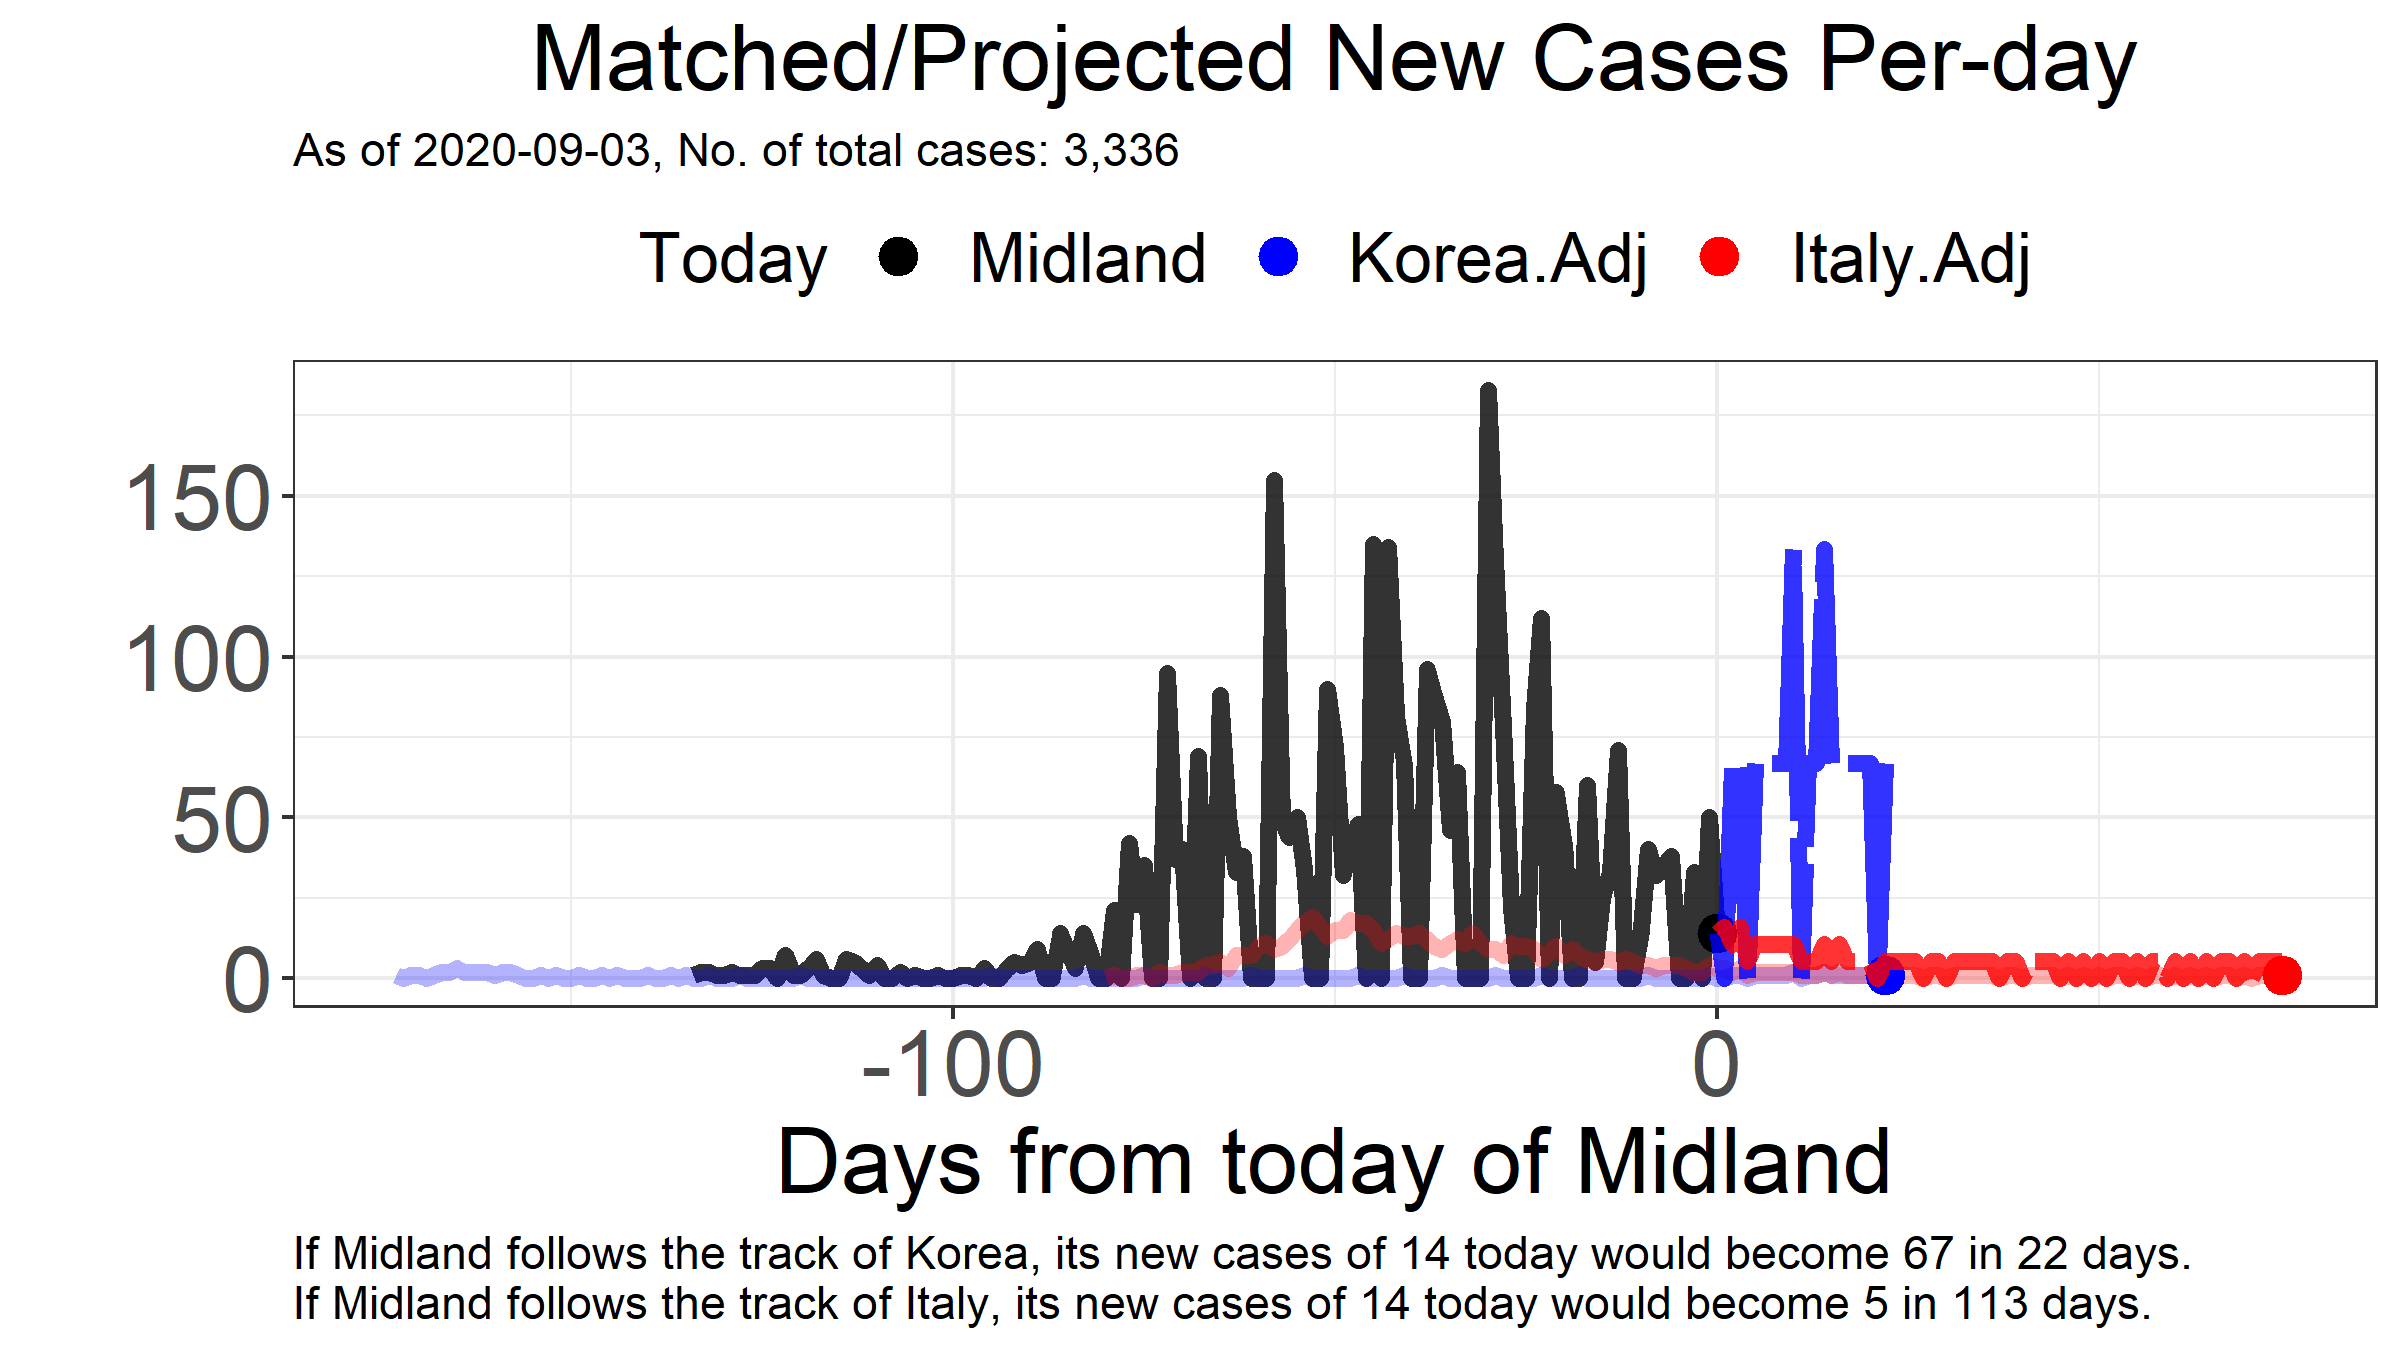 Matched/Projected New Cases Per-day
As of 2020-09-03, No. of total cases: 3,336
Today Midland Korea.Adj Italy.Adj
150
100
50
0
-100 0
Days from today of Midland
If Midland follows the track of Korea, its new cases of 14 today would become 67 in 22 days.
If Midland follows the track of Italy, its new cases of 14 today would become 5 in 113 days.